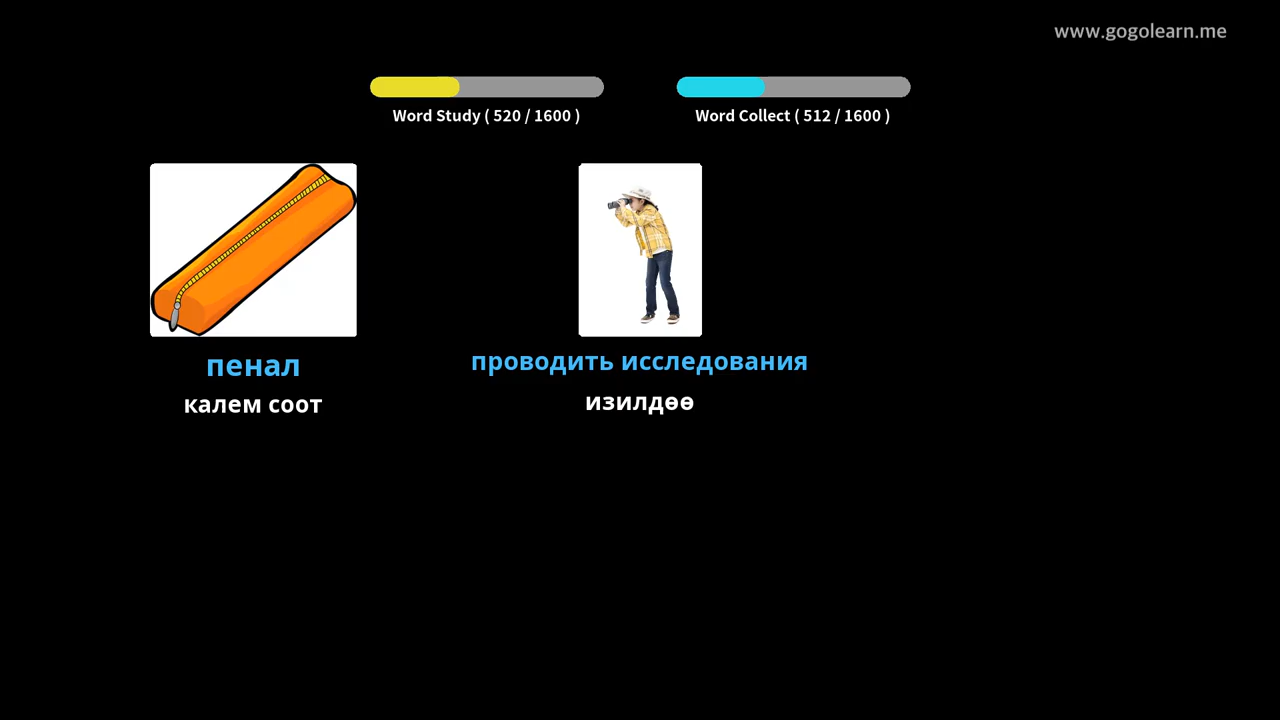 www.gogolearn.me
Word Study ( 520 / 1600 )
Word Collect ( 512 / 1600 )
пенал
калем соот
проводить исследования
изилдөө